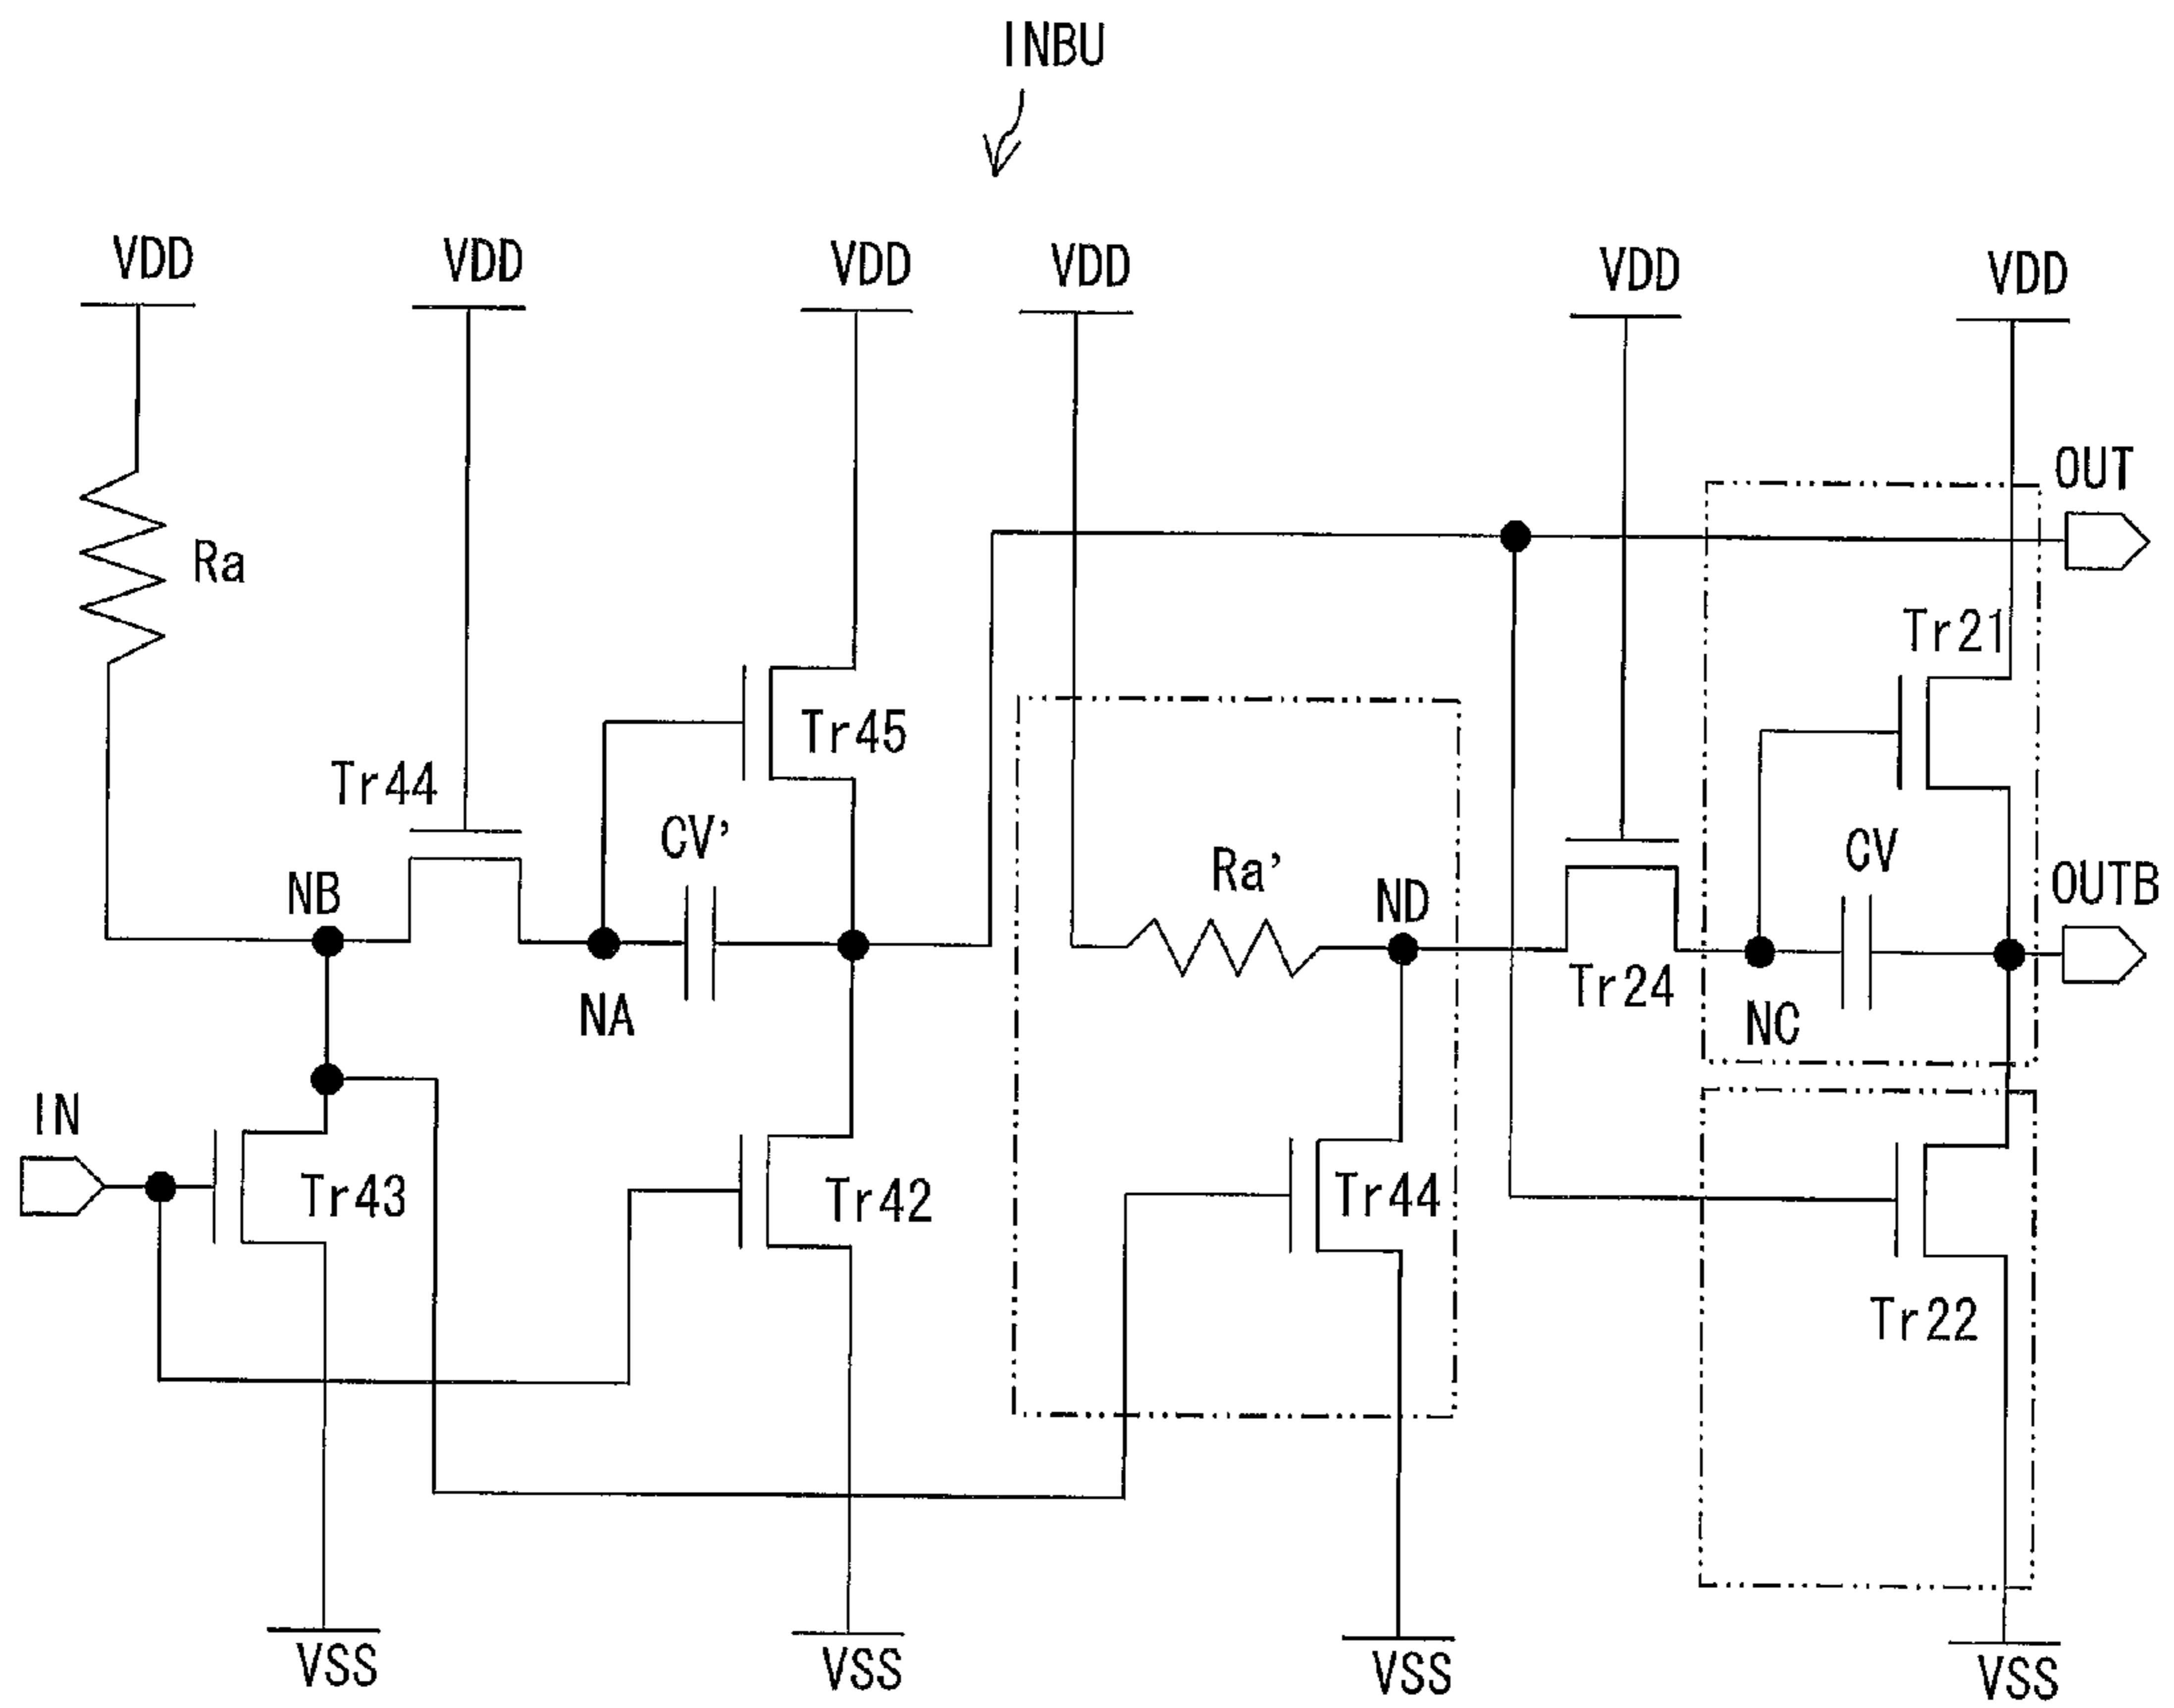 INBU
VDD
VDD
VDD
VDD
VDD
VDD
OUT
Ra
Tr21
Tr45
Tr44
CV'
CV
Ra'
OUTB
NB
ND
Tr24
NA
NC
IN
Tr43
Tr42
Tr44
Tr22
VSS
VSS
VSS
VSS